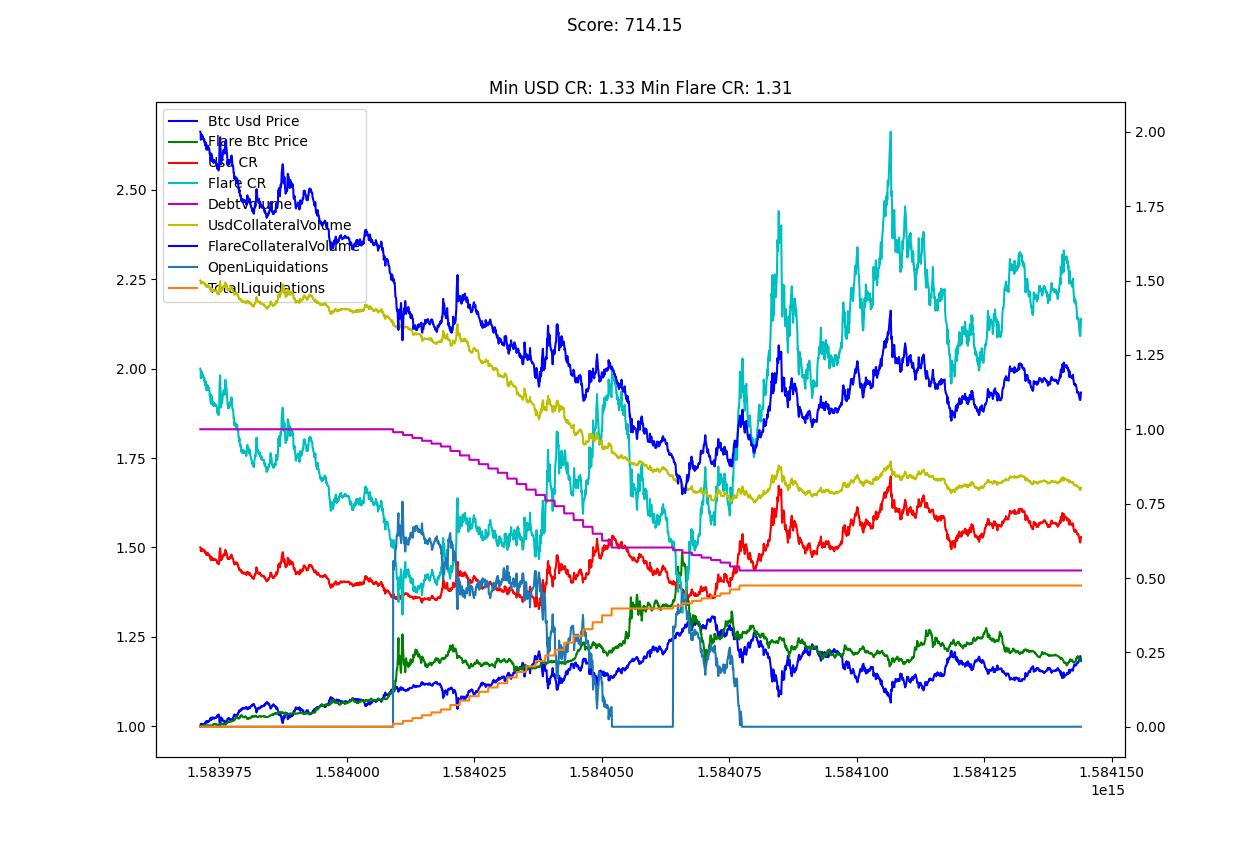 Score: 714.15
Min USD CR: 1.33 Min Flare CR: 1.31
Btc Usd Price
Flare Btc Price
Usd CR
Flare CR
DebtVolume
UsdCollateralVolume
FlareCollateralVolume
OpenLiquidations
TotalLiquidations
2.50
2.25
2.00
1.75
1.50
1.25
1.00
2.00
1.75
1.50
1.25
1.00
0.75
0.50
0.25
0.00
1.583975
1.584000
1.584025
1.584050
1.584075
1.584100
1.584125
1.584150
1e15